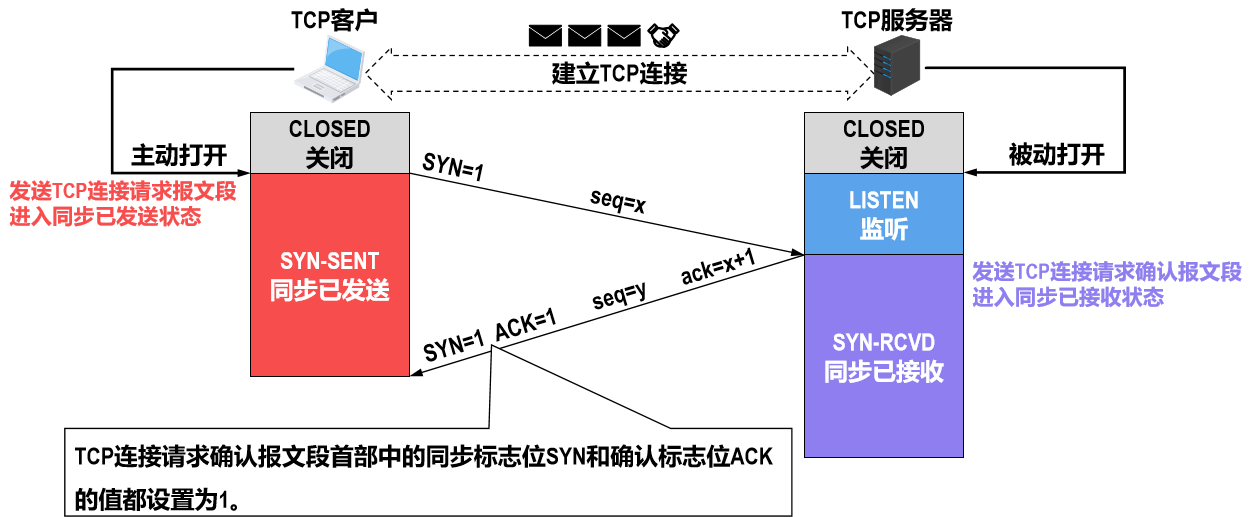 TCP客户
TCP服务器
建立TCP连接
CLOSED
关闭
CLOSED
关闭
主动打开
被动打开
SYN=1
seq=x
发送TCP连接请求报文段
进入同步已发送状态
LISTEN
监听
SYN-SENT
同步已发送
ack=x+1
seq=y
SYN=1 ACK=1
发送TCP连接请求确认报文段
进入同步已接收状态
SYN-RCVD
同步已接收
TCP连接请求确认报文段首部中的同步标志位SYN和确认标志位ACK
的值都设置为1。